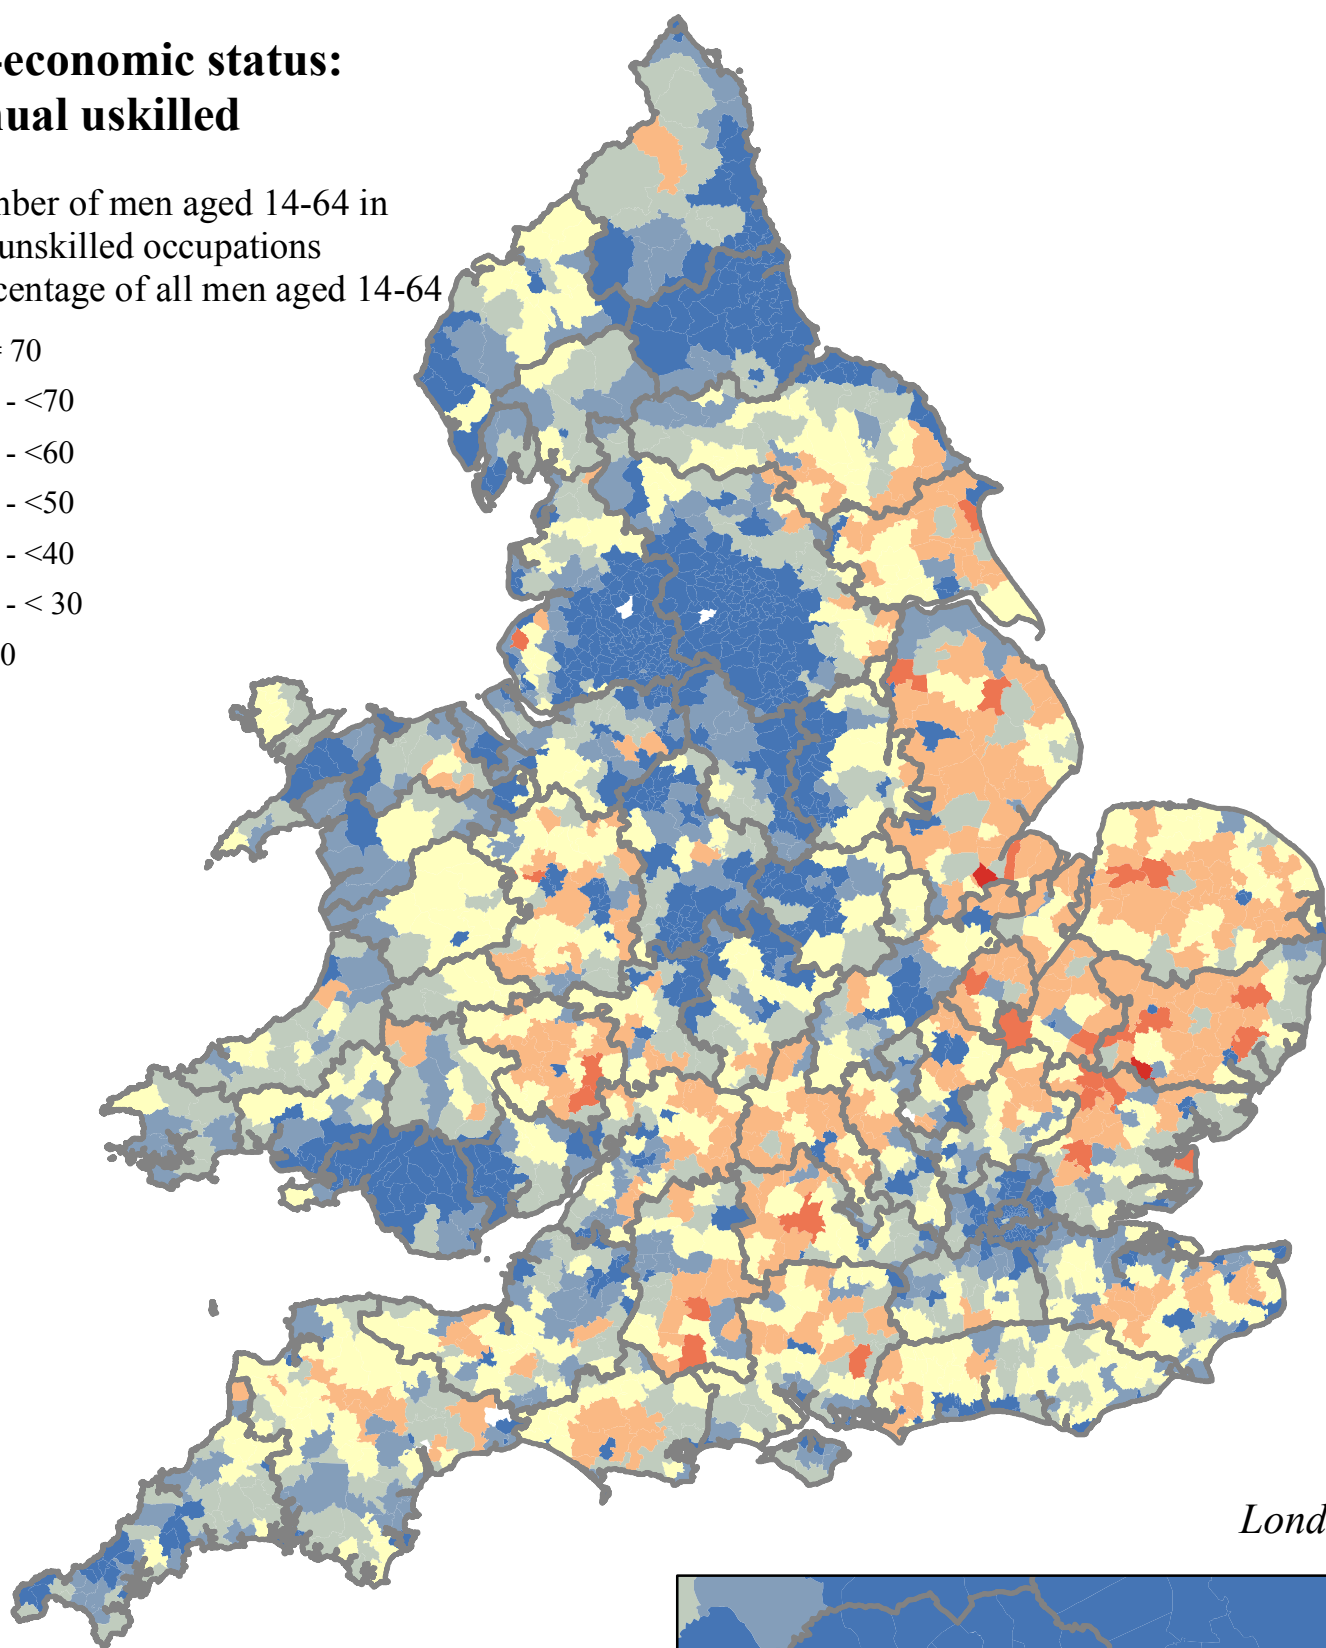 -economic status:
nual uskilled
nber of men aged 14-64 in
unskilled occupations
centage of all men aged 14-64
= 70
- <70
- <60
- <50
- <40
- < 30
0
Lond